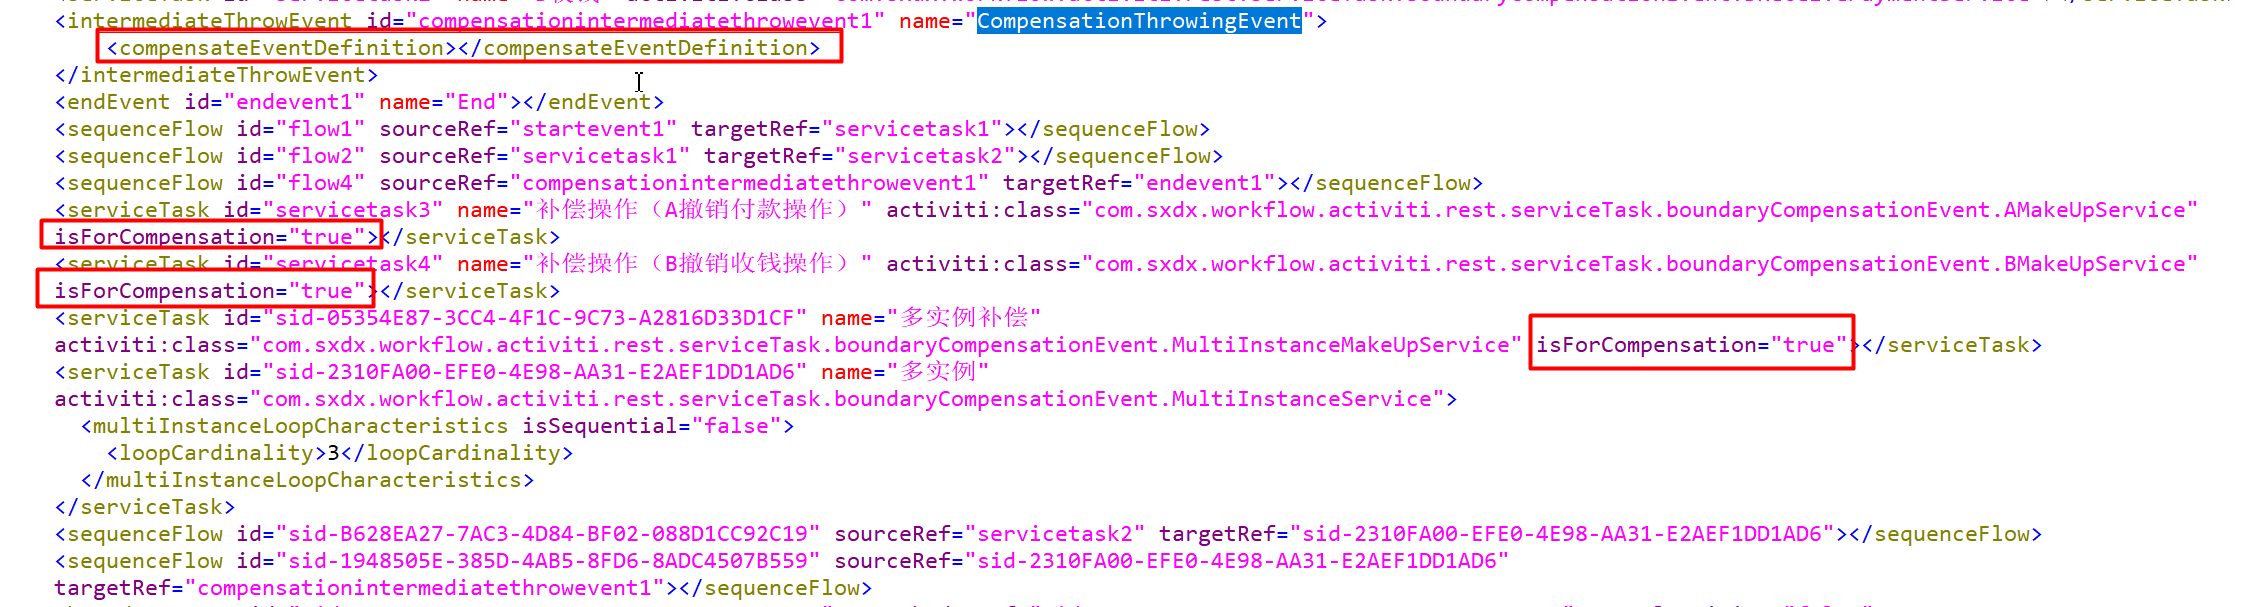 <intermediateThrowEvent id="compensationintermediatethrowevent1" name="CompensationThrowingEvent">
<compensateEventDefinition></compensateEventDefinition>
</intermediateThrowEvent>
<endEvent id="endevent1" name="End"></endEvent>
<sequenceFlow id="flow1" sourceRef="startevent1" targetRef="servicetask1"></sequenceFlow>
<sequenceFlow id="flow2" sourceRef="servicetask1" targetRef="servicetask2"></sequenceFlow>
<sequenceFlow id="flow4" sourceRef="compensationintermediatethrowevent1" targetRef="endevent1"></sequenceFlow>
<serviceTask id="servicetask3" name="补偿操作（A撤销付款操作）" activiti:class="com.sxdx.workflow.activiti.rest.serviceTask.boundaryCompensationEvent.AMakeUpService"
isForCompensation="true"></serviceTask>
<serviceTask id="servicetask4" name="补偿操作（B撤销收钱操作）" activiti:class="com.sxdx.workflow.activiti.rest.serviceTask.boundaryCompensationEvent.BMakeUpService"
isForCompensation="true"></serviceTask>
<serviceTask id="sid-05354E87-3CC4-4F1C-9C73-A2816D33D1CF" name="多实例补偿"
activiti:class="com.sxdx.workflow.activiti.rest.serviceTask.boundaryCompensationEvent.MultiInstanceMakeUpService" isForCompensation="true"></serviceTask>
<serviceTask id="sid-2310FA00-EFE0-4E98-AA31-E2AEF1DD1AD6" name="多实例"
activiti:class="com.sxdx.workflow.activiti.rest.serviceTask.boundaryCompensationEvent.MultiInstanceService">
<multiInstanceLoopCharacteristics isSequential="false">
<loopCardinality>3</loopCardinality>
</multiInstanceLoopCharacteristics>
</serviceTask>
<sequenceFlow id="sid-B628EA27-7AC3-4D84-BF02-088D1CC92C19" sourceRef="servicetask2" targetRef="sid-2310FA00-EFE0-4E98-AA31-E2AEF1DD1AD6"></sequenceFlow>
<sequenceFlow id="sid-1948505E-385D-4AB5-8FD6-8ADC4507B559" sourceRef="sid-2310FA00-EFE0-4E98-AA31-E2AEF1DD1AD6"
targetRef="compensationintermediatethrowevent1"></sequenceFlow>